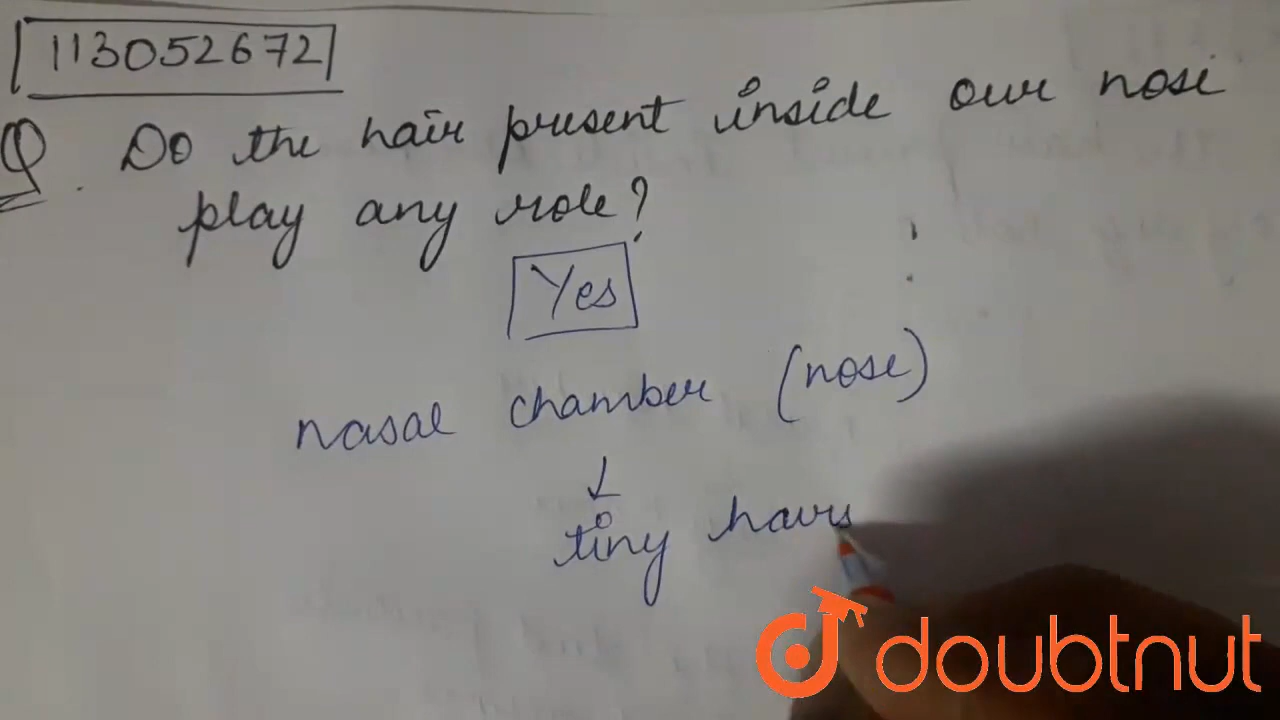 113052672
Q. Do the hair present inside our nose
play any role?
Yes
nasal chamber (nose)
↓
tiny hairs
doubtnut